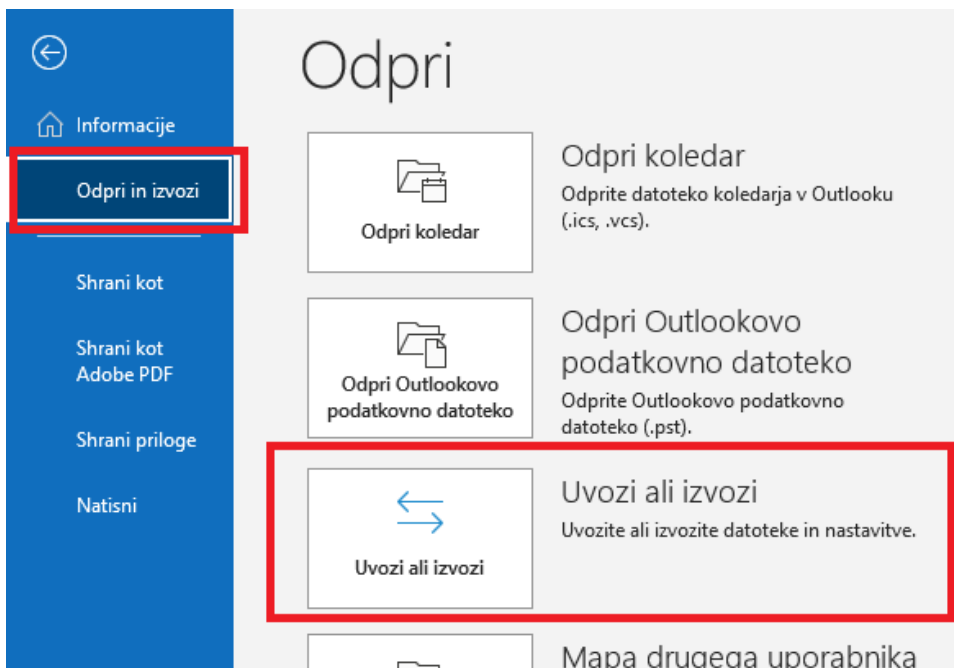 Odpri
Informacije
Odpri in izvozi
Shrani kot
Shrani kot
Adobe PDF
Shrani priloge
Natisni
Odpri koledar
Odpri koledar
Odprite datoteko koledarja v Outlooku
(.ics, .vcs).
Odpri Outlookovo
podatkovno datoteko
Odpri Outlookovo
podatkovno datoteko
Odprite Outlookovo podatkovno
datoteko (.pst).
Uvozi ali izvozi
Uvozi ali izvozi
Uvozite ali izvozite datoteke in nastavitve.
Mapa drugega uporabnika